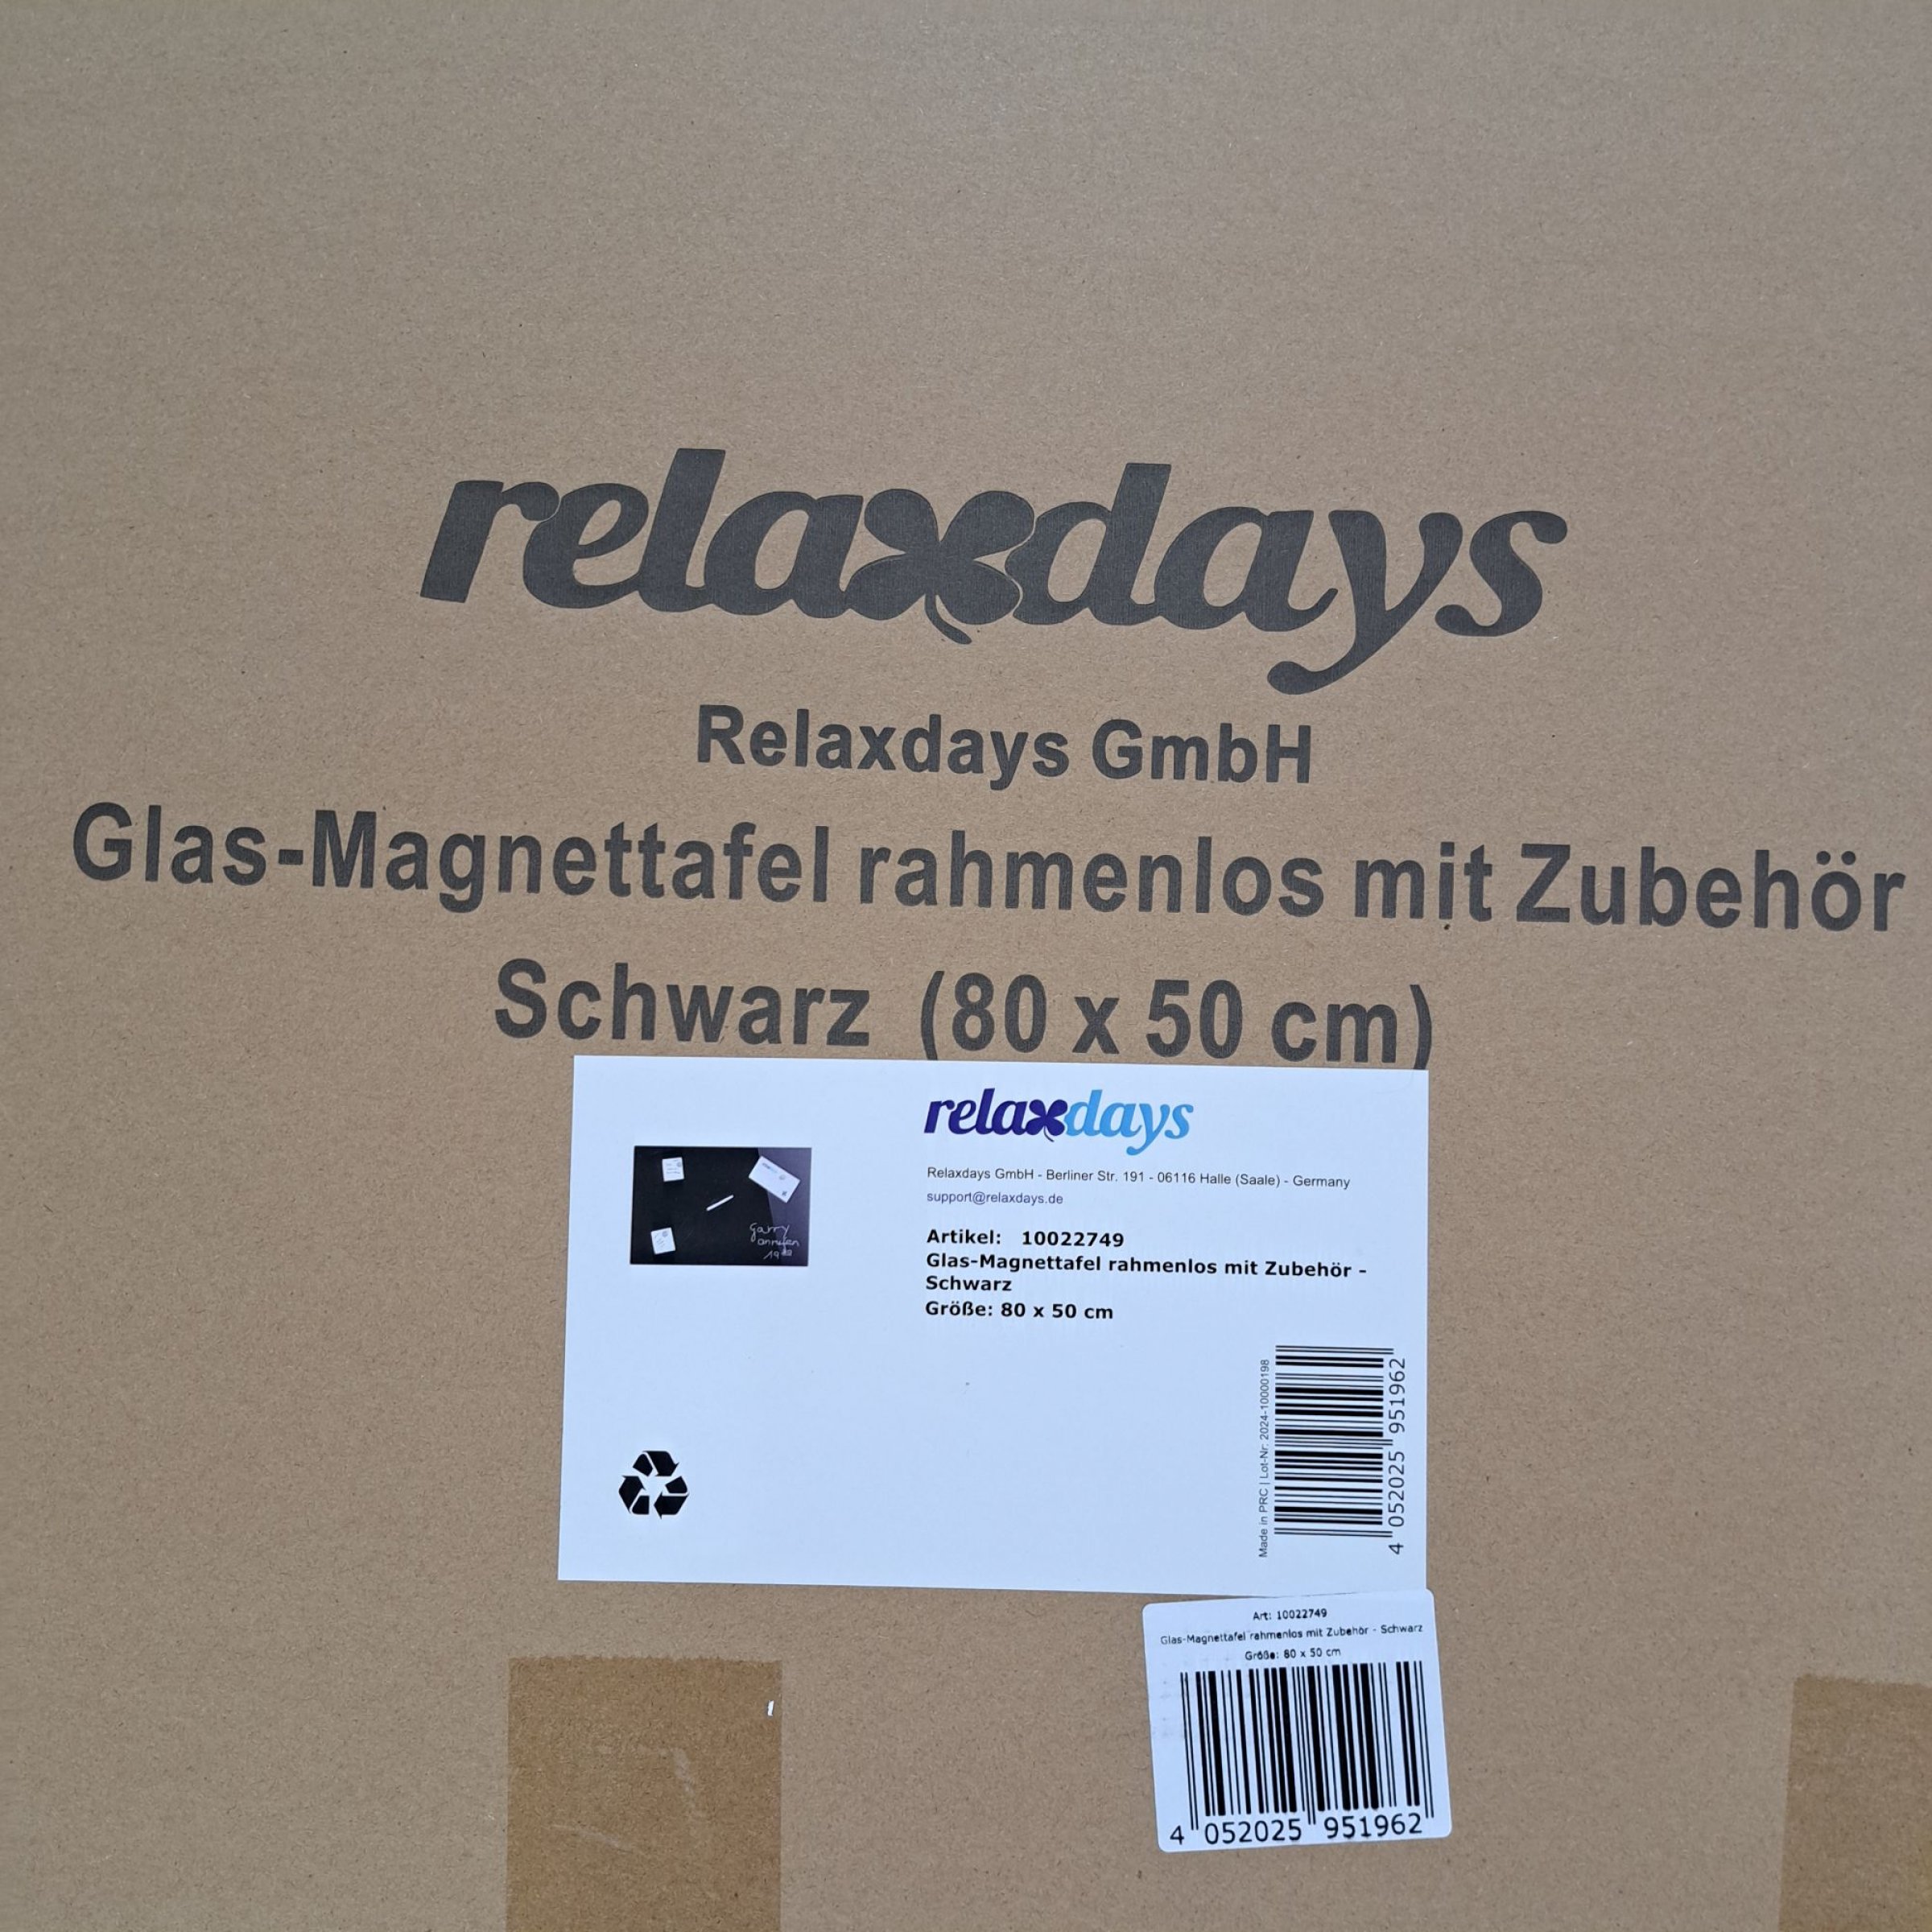 relaxdays
Relaxdays GmbH
Glas-Magnettafel rahmenlos mit Zubehör
Schwarz (80 x 50 cm)
relaxdays
Relaxdays GmbH - Berliner Str. 191 - 06116 Halle (Saale) - Germany
support@relaxdays.de
Artikel: 10022749
Glas-Magnettafel rahmenlos mit Zubehör -
Schwarz
Größe: 80 x 50 cm
Garry
anrufen
19
Made in PRC | Lot-Nr: 2024-10000198
4 052025 951962
Art: 10022749
Glas-Magnettafel rahmenlos mit Zubehör - Schwarz
Größe: 80 x 50 cm
4 052025 951962